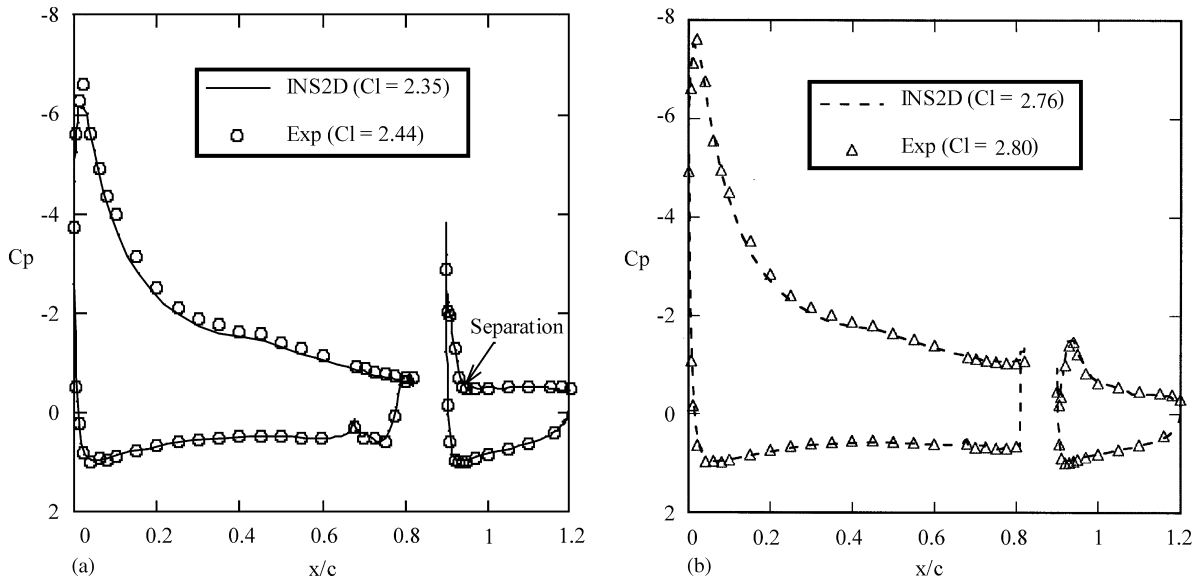 -8
-6
-4
-2
0
2
Cp
INS2D (Cl = 2.35)
Exp (Cl = 2.44)
Separation
0 0.2 0.4 0.6 0.8 1 1.2
(a) x/c
-8
-6
-4
-2
0
2
Cp
INS2D (Cl = 2.76)
Exp (Cl = 2.80)
0 0.2 0.4 0.6 0.8 1 1.2
(b) x/c